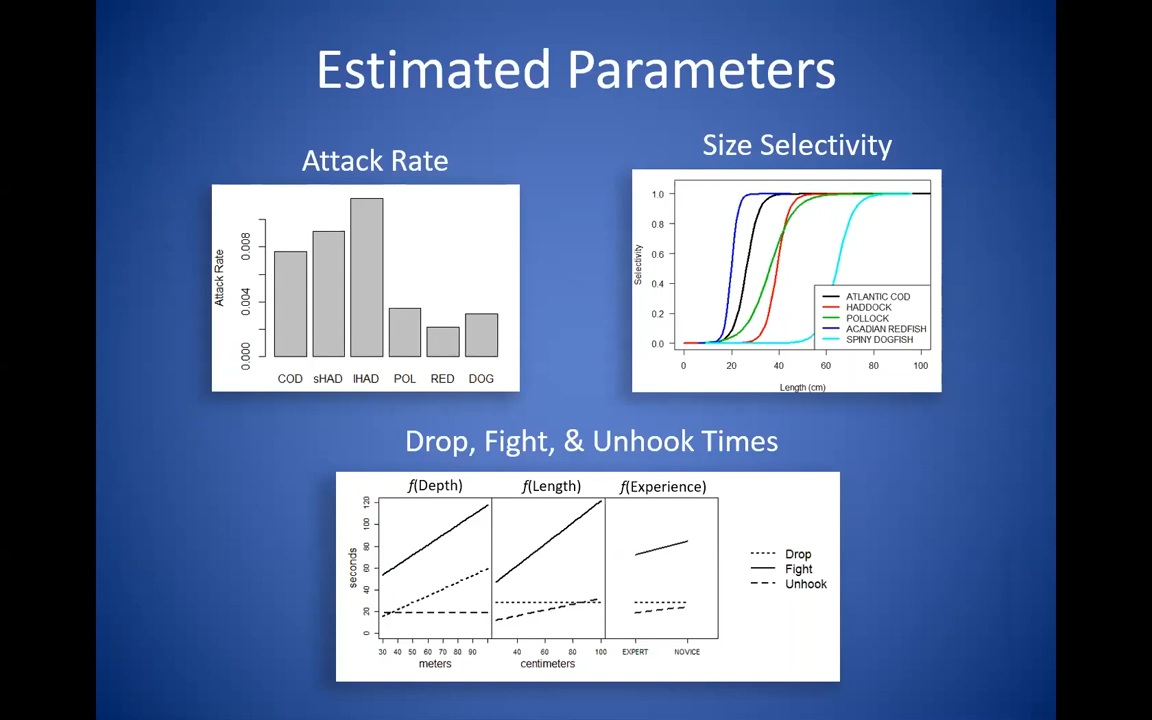 Estimated Parameters
Attack Rate
Attack Rate
0.000
0.004
0.008
COD sHAD lHAD POL RED DOG
Size Selectivity
Selectivity
1.0
0.8
0.6
0.4
0.2
0.0
ATLANTIC COD
HADDOCK
POLLOCK
ACADIAN REDFISH
SPINY DOGFISH
0 20 40 60 80 100
Length (cm)
Drop, Fight, & Unhook Times
f(Depth) f(Length) f(Experience)
seconds
120
100
80
60
40
20
0
30 40 50 60 70 80 90
meters
40 60 80 100
centimeters
EXPERT NOVICE
Drop
Fight
Unhook